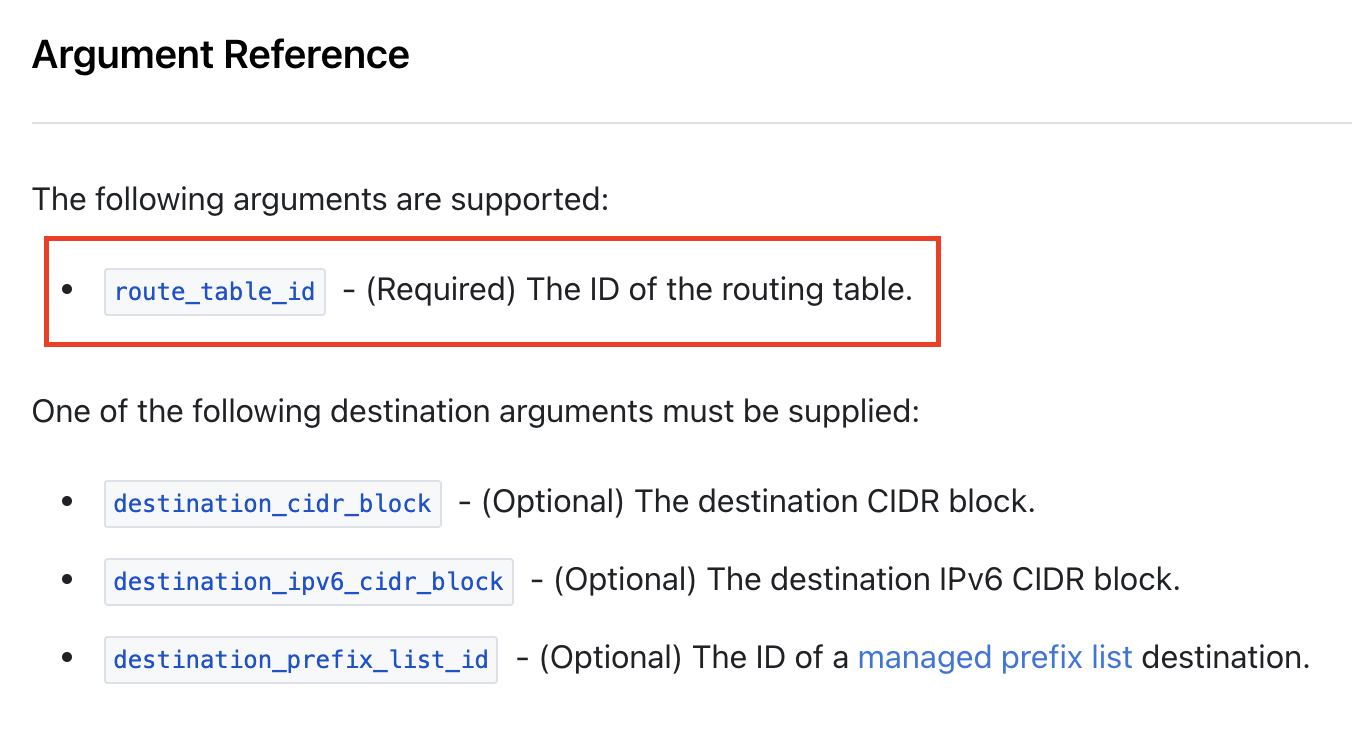 Argument Reference
The following arguments are supported:
• route_table_id - (Required) The ID of the routing table.
One of the following destination arguments must be supplied:
• destination_cidr_block - (Optional) The destination CIDR block.
• destination_ipv6_cidr_block - (Optional) The destination IPv6 CIDR block.
• destination_prefix_list_id - (Optional) The ID of a managed prefix list destination.